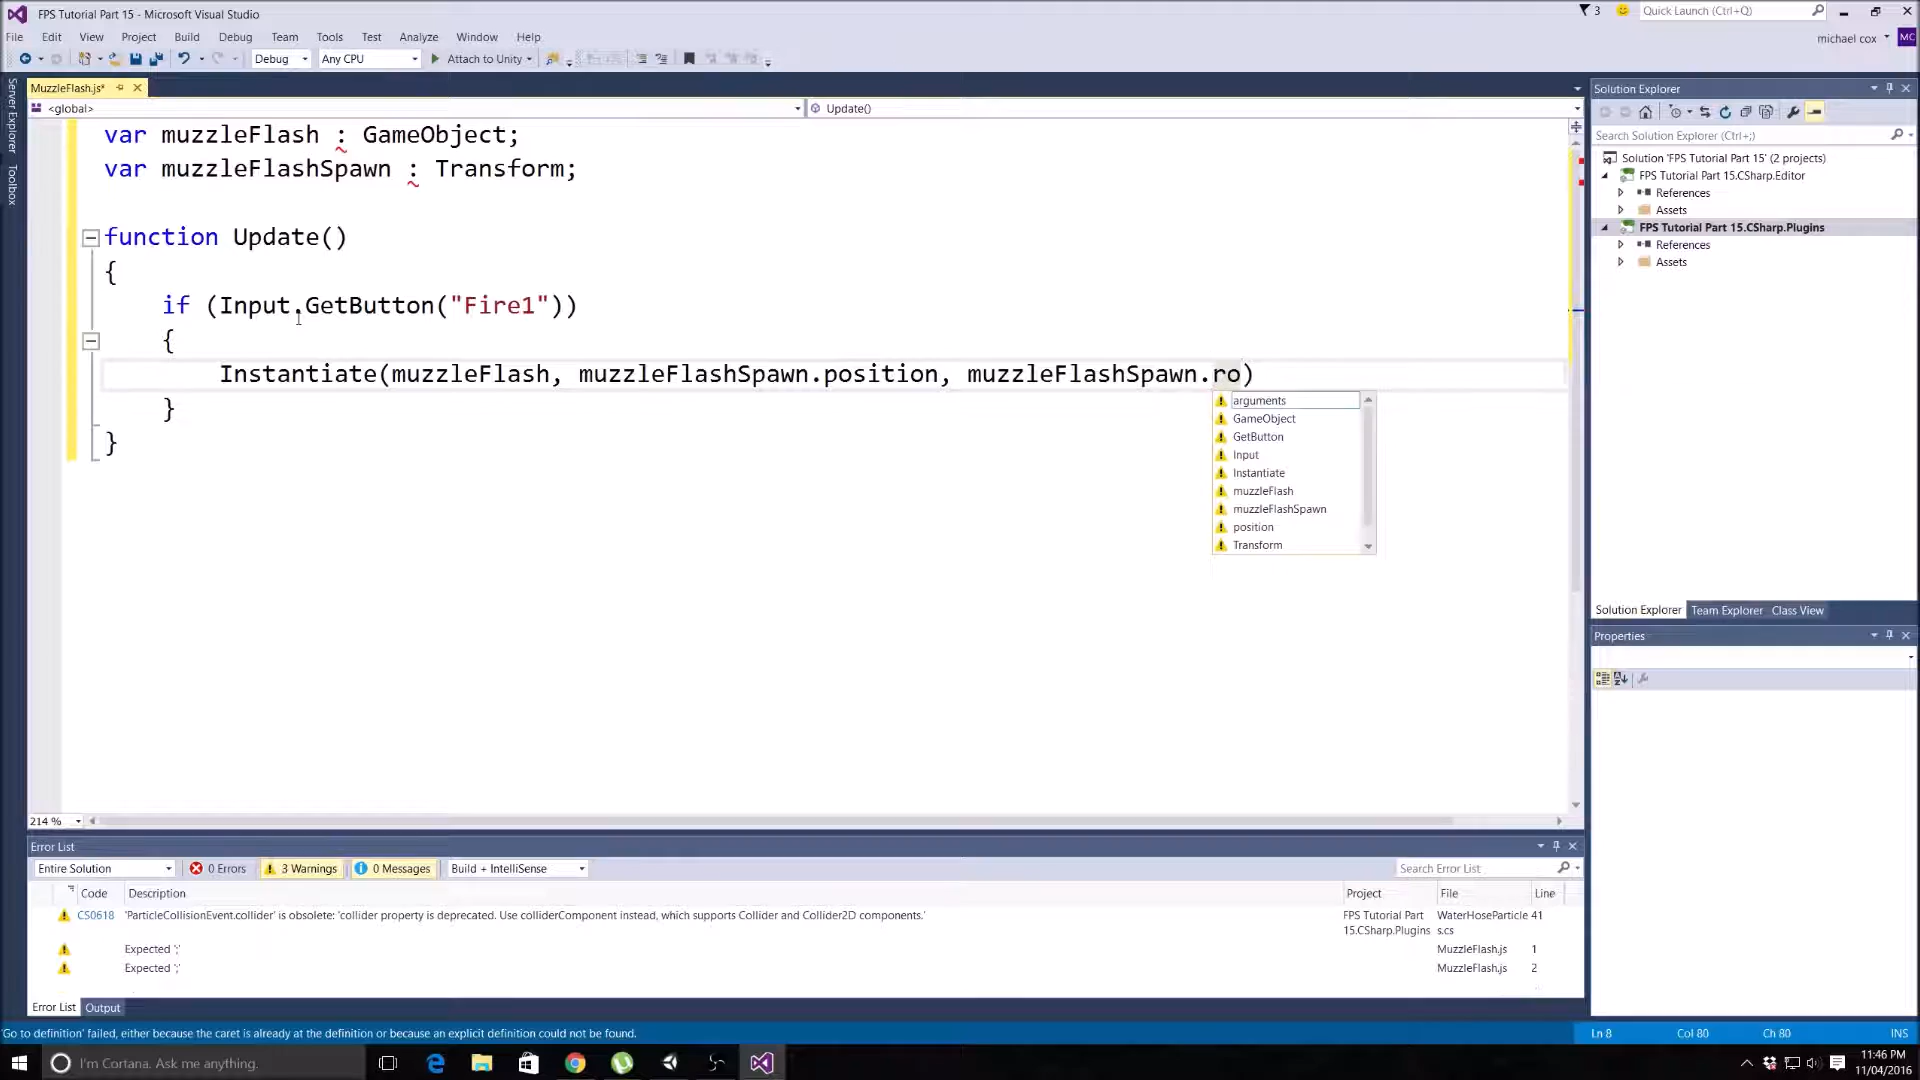 FPS Tutorial Part 15 - Microsoft Visual Studio
3
Quick Launch (Ctrl+Q)
File Edit View Project Build Debug Team Tools Test Analyze Window Help
michael cox MC
Debug Any CPU Attach to Unity
Server Explorer
Toolbox
MuzzleFlash.js*
<global> Update()
var muzzleFlash : GameObject;
var muzzleFlashSpawn : Transform;
function Update()
{
if (Input.GetButton("Fire1"))
{
Instantiate(muzzleFlash, muzzleFlashSpawn.position, muzzleFlashSpawn.ro)
}
}
arguments
GameObject
GetButton
Input
Instantiate
muzzleFlash
muzzleFlashSpawn
position
Transform
214 %
Solution Explorer
Search Solution Explorer (Ctrl+;)
Solution 'FPS Tutorial Part 15' (2 projects)
FPS Tutorial Part 15.CSharp.Editor
References
Assets
FPS Tutorial Part 15.CSharp.Plugins
References
Assets
Solution Explorer Team Explorer Class View
Properties
Error List
Entire Solution 0 Errors 3 Warnings 0 Messages Build + IntelliSense Search Error List
Code Description Project File Line
CS0618 'ParticleCollisionEvent.collider' is obsolete: 'collider property is deprecated. Use colliderComponent instead, which supports Collider and Collider2D components.' FPS Tutorial Part WaterHoseParticle 41
15.CSharp.Plugins s.cs
Expected ';' MuzzleFlash.js 1
Expected ';' MuzzleFlash.js 2
Error List Output
'Go to definition' failed, either because the caret is already at the definition or because an explicit definition could not be found. Ln 8 Col 80 Ch 80 INS
I'm Cortana. Ask me anything.
11:46 PM
11/04/2016